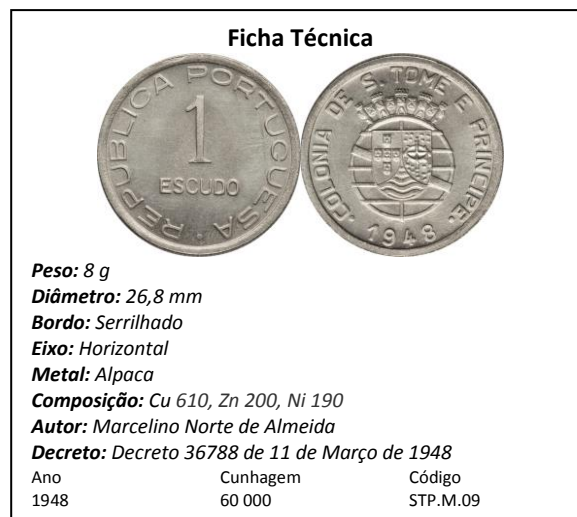 Ficha Técnica
REPUBLICA PORTUGUESA
1
ESCUDO
COLONIA DE S. TOME E PRINCIPE.
1948
Peso: 8 g
Diâmetro: 26,8 mm
Bordo: Serrilhado
Eixo: Horizontal
Metal: Alpaca
Composição: Cu 610, Zn 200, Ni 190
Autor: Marcelino Norte de Almeida
Decreto: Decreto 36788 de 11 de Março de 1948
Ano Cunhagem Código
1948 60 000 STP.M.09